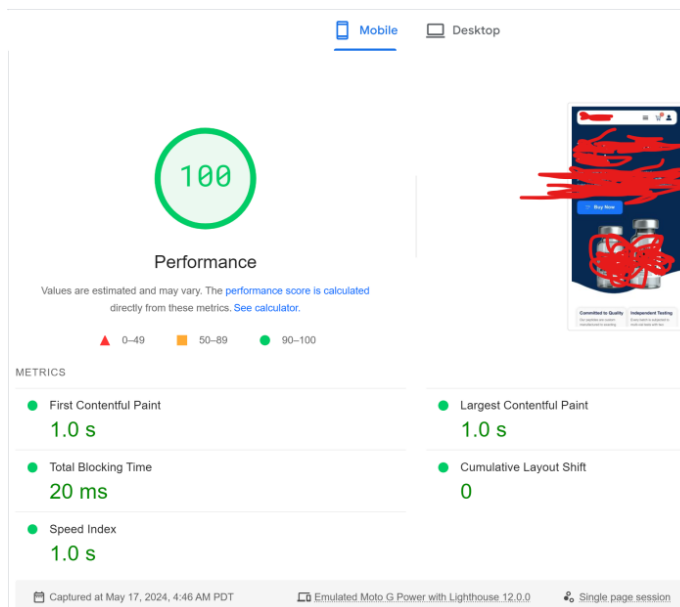 Mobile
Desktop
100
Performance
Values are estimated and may vary. The performance score is calculated
directly from these metrics. See calculator.
0–49
50–89
90–100
Buy Now
Committed to Quality
Independent Testing
METRICS
First Contentful Paint
1.0 s
Largest Contentful Paint
1.0 s
Total Blocking Time
20 ms
Cumulative Layout Shift
0
Speed Index
1.0 s
Captured at May 17, 2024, 4:46 AM PDT
Emulated Moto G Power with Lighthouse 12.0.0
Single page session